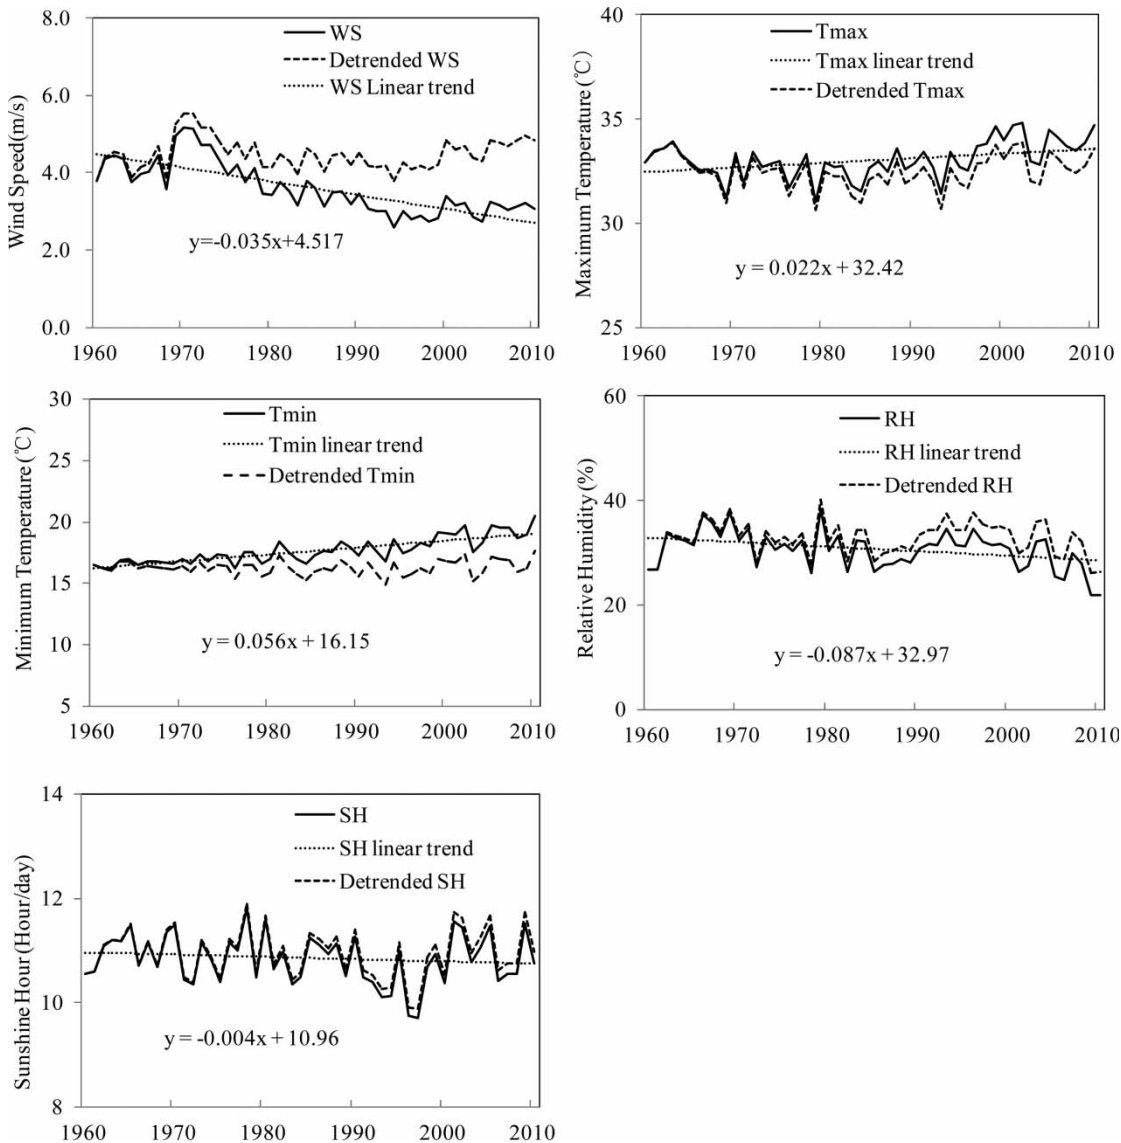 Wind Speed(m/s)
8.0
6.0
4.0
2.0
0.0
WS
Detrended WS
WS Linear trend
y=-0.035x+4.517
1960 1970 1980 1990 2000 2010
Maximum Temperature (℃)
40
35
30
25
Tmax
Tmax linear trend
Detrended Tmax
y = 0.022x + 32.42
1960 1970 1980 1990 2000 2010
Minimum Temperature (℃)
30
25
20
15
10
5
Tmin
Tmin linear trend
Detrended Tmin
y = 0.056x + 16.15
1960 1970 1980 1990 2000 2010
Relative Humidity (%)
60
40
20
0
RH
RH linear trend
Detrended RH
y = -0.087x + 32.97
1960 1970 1980 1990 2000 2010
Sunshine Hour (Hour/day)
14
12
10
8
SH
SH linear trend
Detrended SH
y = -0.004x + 10.96
1960 1970 1980 1990 2000 2010